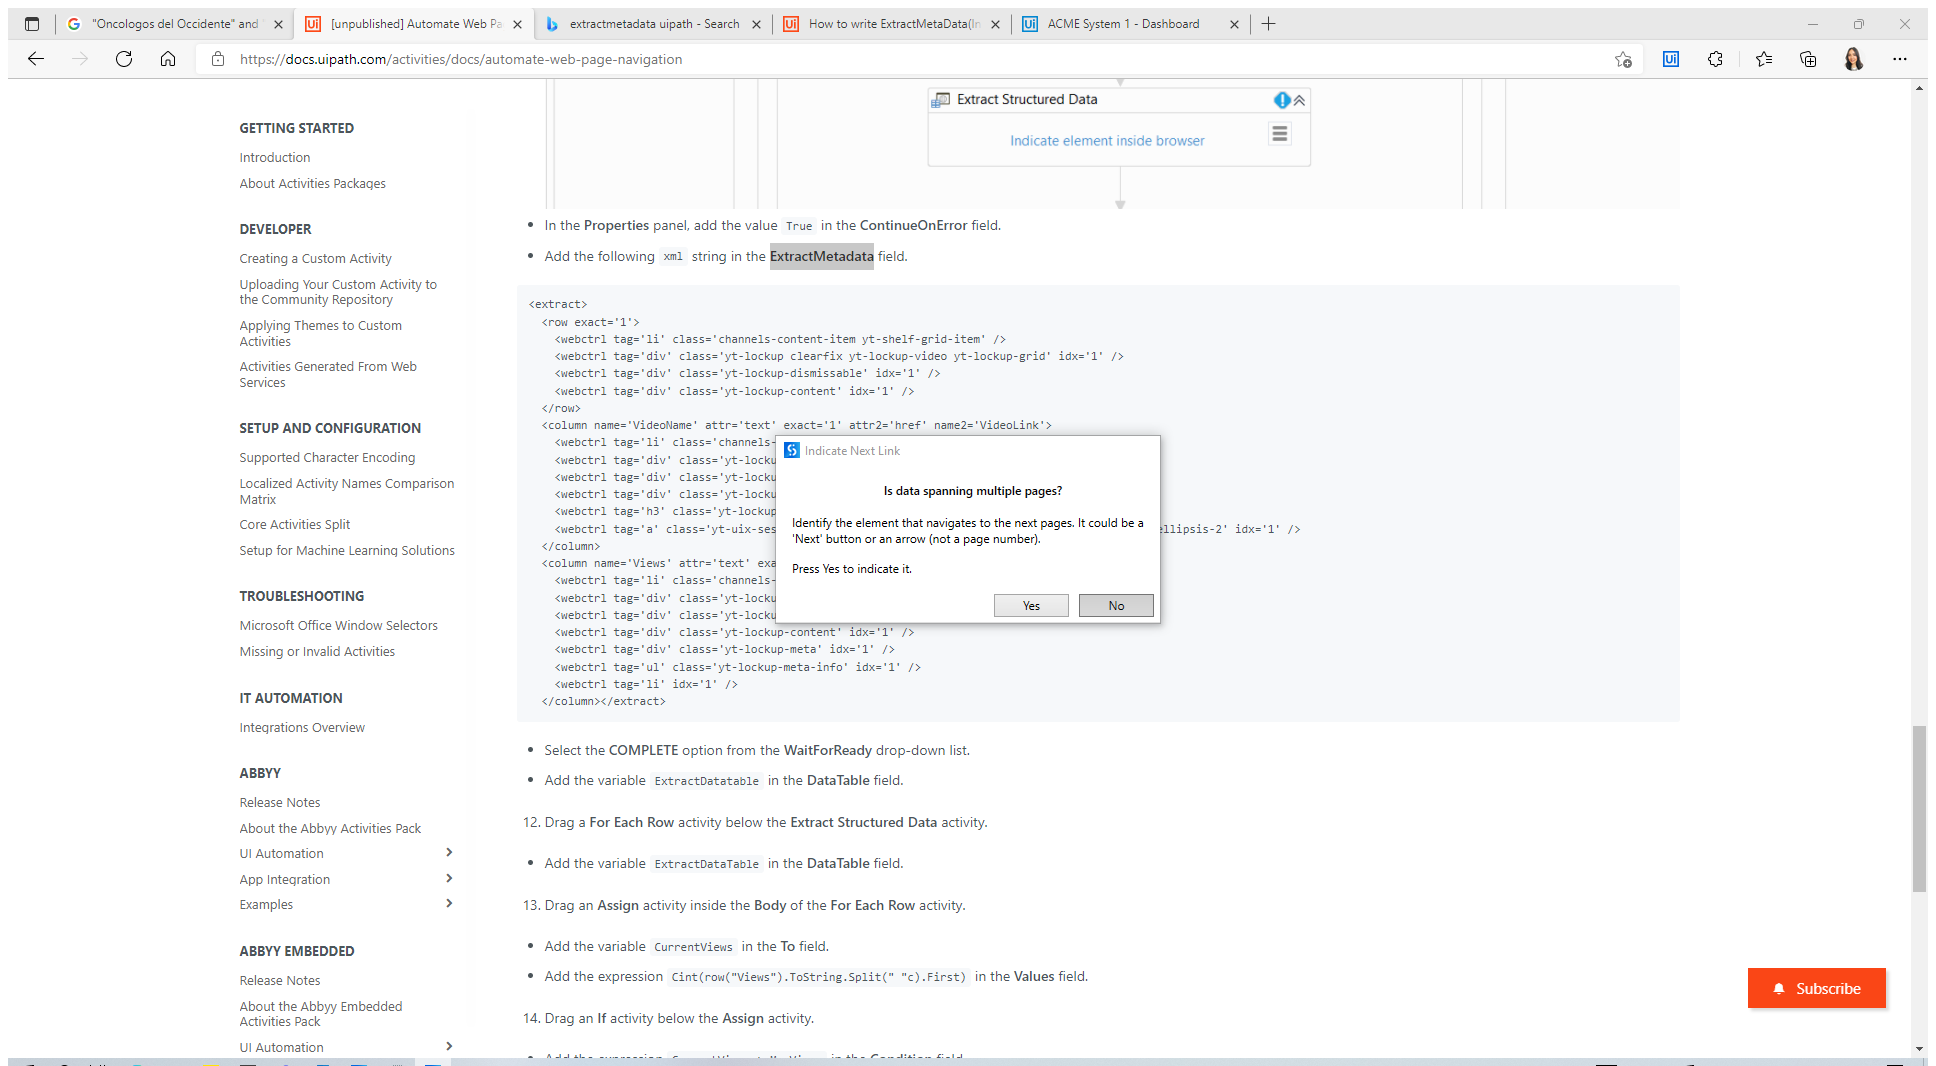 "Oncologos del Occidente" and
[unpublished] Automate Web Pa
extractmetadata uipath - Search
How to write ExtractMetaData(In
ACME System 1 - Dashboard
https://docs.uipath.com/activities/docs/automate-web-page-navigation
GETTING STARTED
Introduction
About Activities Packages
DEVELOPER
Creating a Custom Activity
Uploading Your Custom Activity to
the Community Repository
Applying Themes to Custom
Activities
Activities Generated From Web
Services
SETUP AND CONFIGURATION
Supported Character Encoding
Localized Activity Names Comparison
Matrix
Core Activities Split
Setup for Machine Learning Solutions
TROUBLESHOOTING
Microsoft Office Window Selectors
Missing or Invalid Activities
IT AUTOMATION
Integrations Overview
ABBYY
Release Notes
About the Abbyy Activities Pack
UI Automation
App Integration
Examples
ABBYY EMBEDDED
Release Notes
About the Abbyy Embedded
Activities Pack
UI Automation
Extract Structured Data
Indicate element inside browser
In the Properties panel, add the value True in the ContinueOnError field.
Add the following xml string in the ExtractMetadata field.
<extract>
<row exact='1'>
<webctrl tag='li' class='channels-content-item yt-shelf-grid-item' />
<webctrl tag='div' class='yt-lockup clearfix yt-lockup-video yt-lockup-grid' idx='1' />
<webctrl tag='div' class='yt-lockup-dismissable' idx='1' />
<webctrl tag='div' class='yt-lockup-content' idx='1' />
</row>
<column name='VideoName' attr='text' exact='1' attr2='href' name2='VideoLink'>
<webctrl tag='li' class='channels-
<webctrl tag='div' class='yt-locku
<webctrl tag='div' class='yt-locku
<webctrl tag='div' class='yt-locku
<webctrl tag='h3' class='yt-lockup
<webctrl tag='a' class='yt-uix-ses llipsis-2' idx='1' />
</column>
<column name='Views' attr='text' exa
<webctrl tag='li' class='channels-
<webctrl tag='div' class='yt-locku
<webctrl tag='div' class='yt-locku
<webctrl tag='div' class='yt-lockup-content' idx='1' />
<webctrl tag='div' class='yt-lockup-meta' idx='1' />
<webctrl tag='ul' class='yt-lockup-meta-info' idx='1' />
<webctrl tag='li' idx='1' />
</column></extract>
Indicate Next Link
Is data spanning multiple pages?
Identify the element that navigates to the next pages. It could be a
'Next' button or an arrow (not a page number).
Press Yes to indicate it.
Yes No
Select the COMPLETE option from the WaitForReady drop-down list.
Add the variable ExtractDatatable in the DataTable field.
12. Drag a For Each Row activity below the Extract Structured Data activity.
Add the variable ExtractDataTable in the DataTable field.
13. Drag an Assign activity inside the Body of the For Each Row activity.
Add the variable CurrentViews in the To field.
Add the expression Cint(row("Views").ToString.Split(" "c).First) in the Values field.
14. Drag an If activity below the Assign activity.
Subscribe